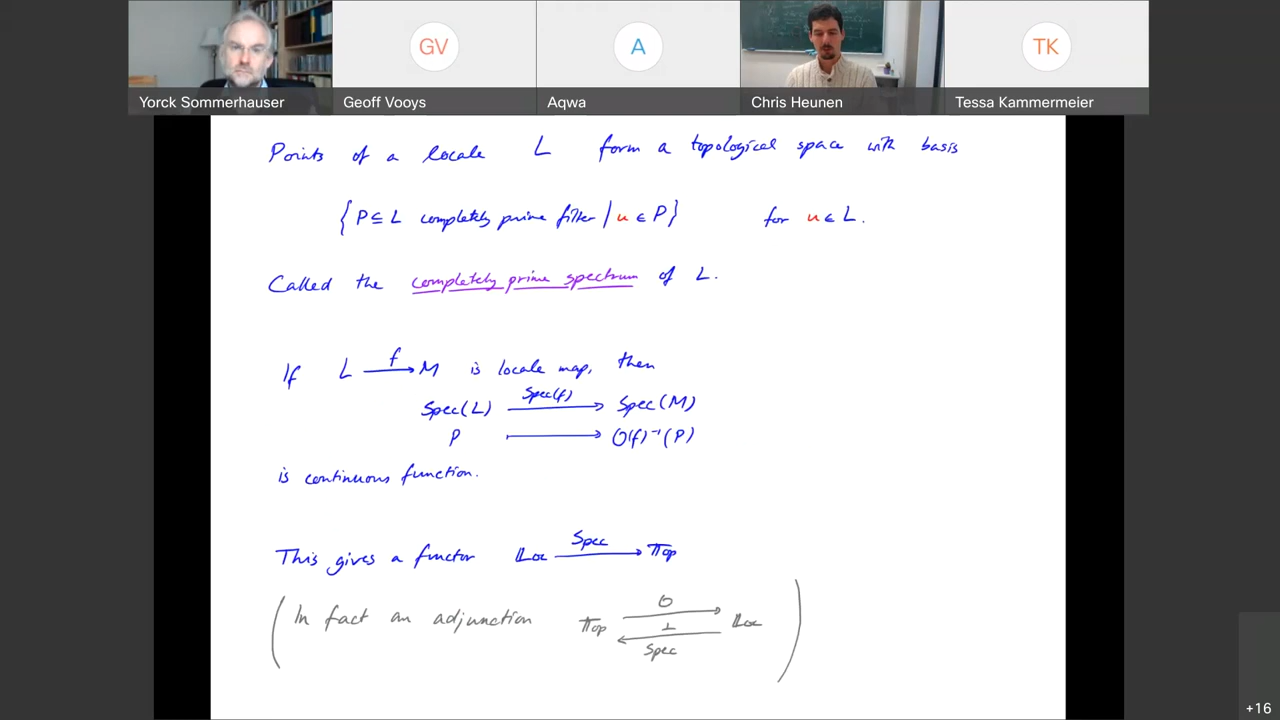 GV
A
TK
Yorck Sommerhauser
Geoff Vooys
Aqwa
Chris Heunen
Tessa Kammermeier
Points of a locale L form a topological space with basis
{P ⊆ L completely prime filter | u ∈ P} for u ∈ L.
Called the completely prime spectrum of L.
If L →f M is locale map, then
Spec(L) →Spec(f) Spec(M)
P ↦ O(f)⁻¹(P)
is continuous function.
This gives a functor Loc →Spec Top
(In fact an adjunction Top ⇄ Loc)
O
⊥
Spec
+16